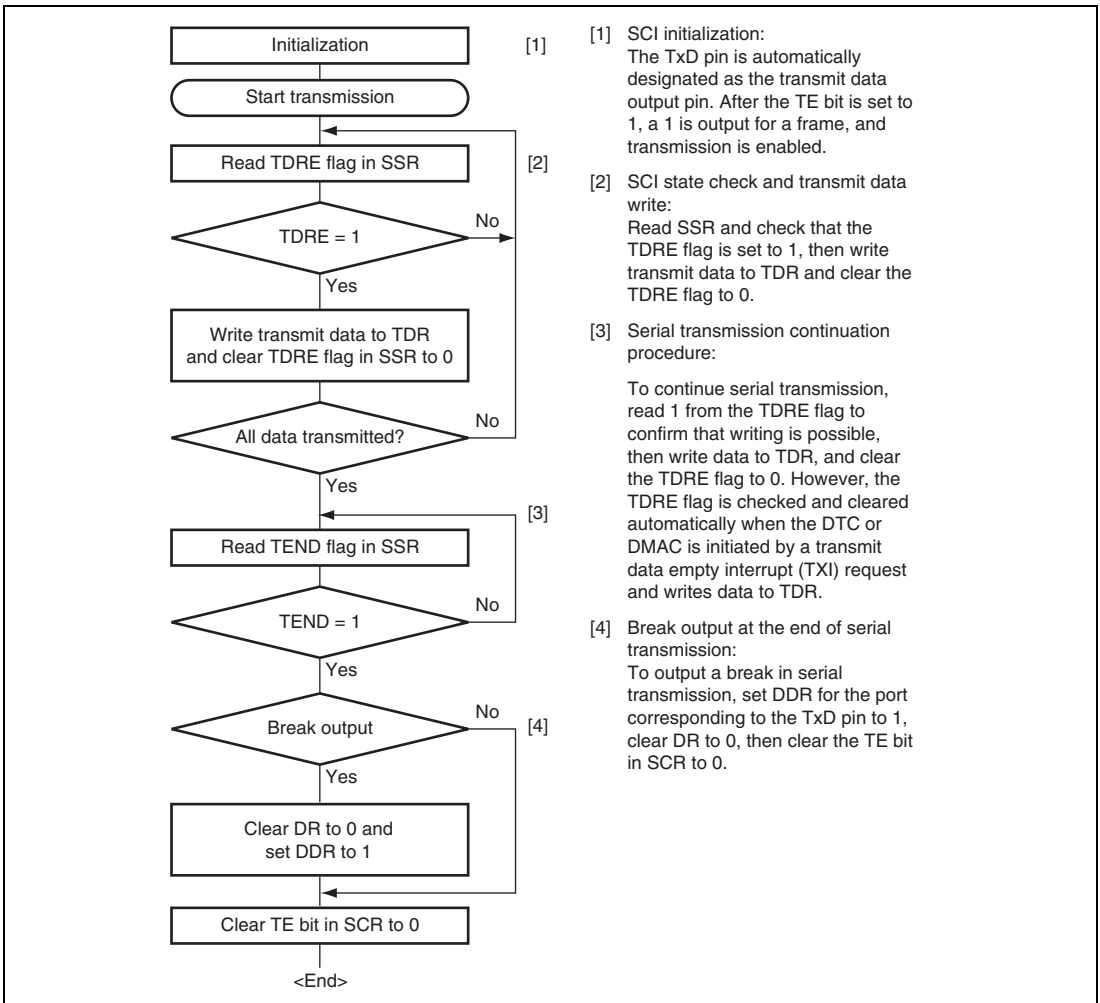 Initialization
[1]
Start transmission
Read TDRE flag in SSR
[2]
TDRE = 1
No
Yes
Write transmit data to TDR
and clear TDRE flag in SSR to 0
All data transmitted?
No
Yes
[3]
Read TEND flag in SSR
TEND = 1
No
Yes
Break output
No
[4]
Yes
Clear DR to 0 and
set DDR to 1
Clear TE bit in SCR to 0
<End>
[1] SCI initialization:
The TxD pin is automatically
designated as the transmit data
output pin. After the TE bit is set to
1, a 1 is output for a frame, and
transmission is enabled.
[2] SCI state check and transmit data
write:
Read SSR and check that the
TDRE flag is set to 1, then write
transmit data to TDR and clear the
TDRE flag to 0.
[3] Serial transmission continuation
procedure:
To continue serial transmission,
read 1 from the TDRE flag to
confirm that writing is possible,
then write data to TDR, and clear
the TDRE flag to 0. However, the
TDRE flag is checked and cleared
automatically when the DTC or
DMAC is initiated by a transmit
data empty interrupt (TXI) request
and writes data to TDR.
[4] Break output at the end of serial
transmission:
To output a break in serial
transmission, set DDR for the port
corresponding to the TxD pin to 1,
clear DR to 0, then clear the TE bit
in SCR to 0.